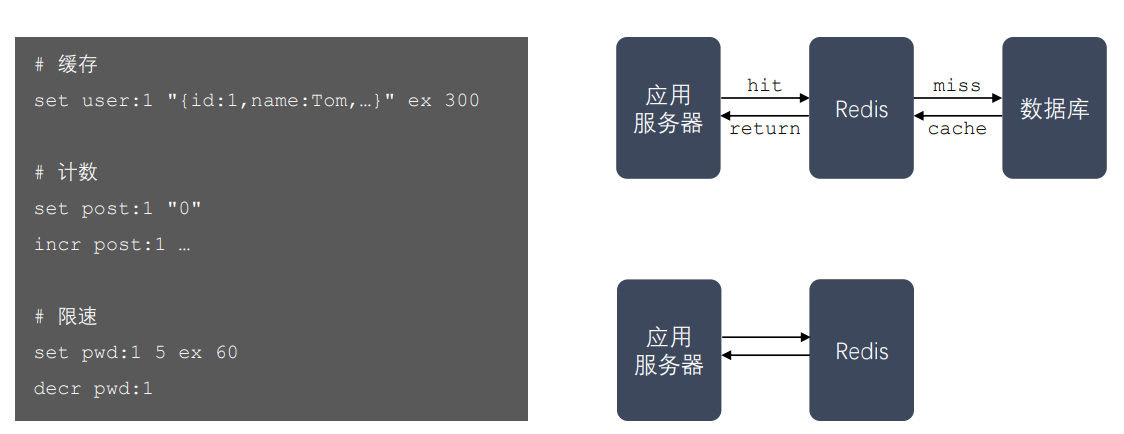 # 缓存
set user:1 "{id:1,name:Tom,…}" ex 300
# 计数
set post:1 "0"
incr post:1 …
# 限速
set pwd:1 5 ex 60
decr pwd:1
应用
服务器
hit
return
Redis
miss
cache
数据库
应用
服务器
Redis